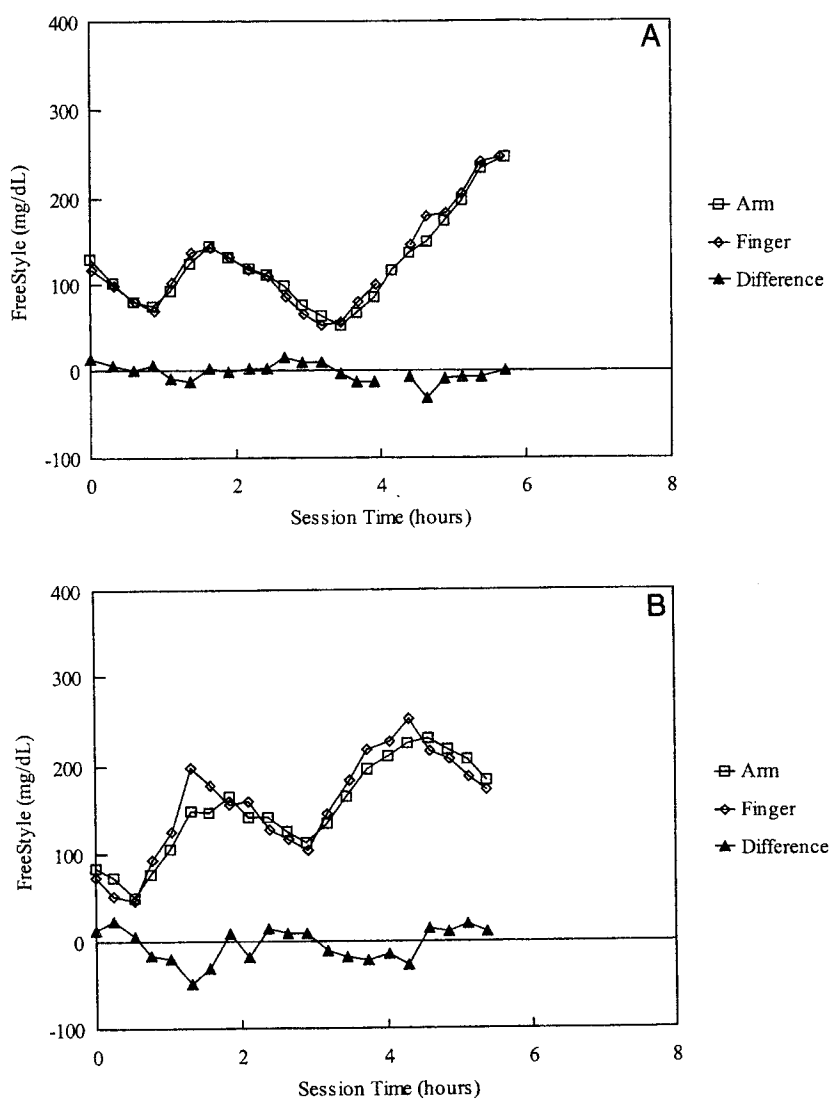 A
400
300
200
100
0
-100
FreeStyle (mg/dL)
0 2 4 6 8
Session Time (hours)
Arm
Finger
Difference
B
400
300
200
100
0
-100
FreeStyle (mg/dL)
0 2 4 6 8
Session Time (hours)
Arm
Finger
Difference